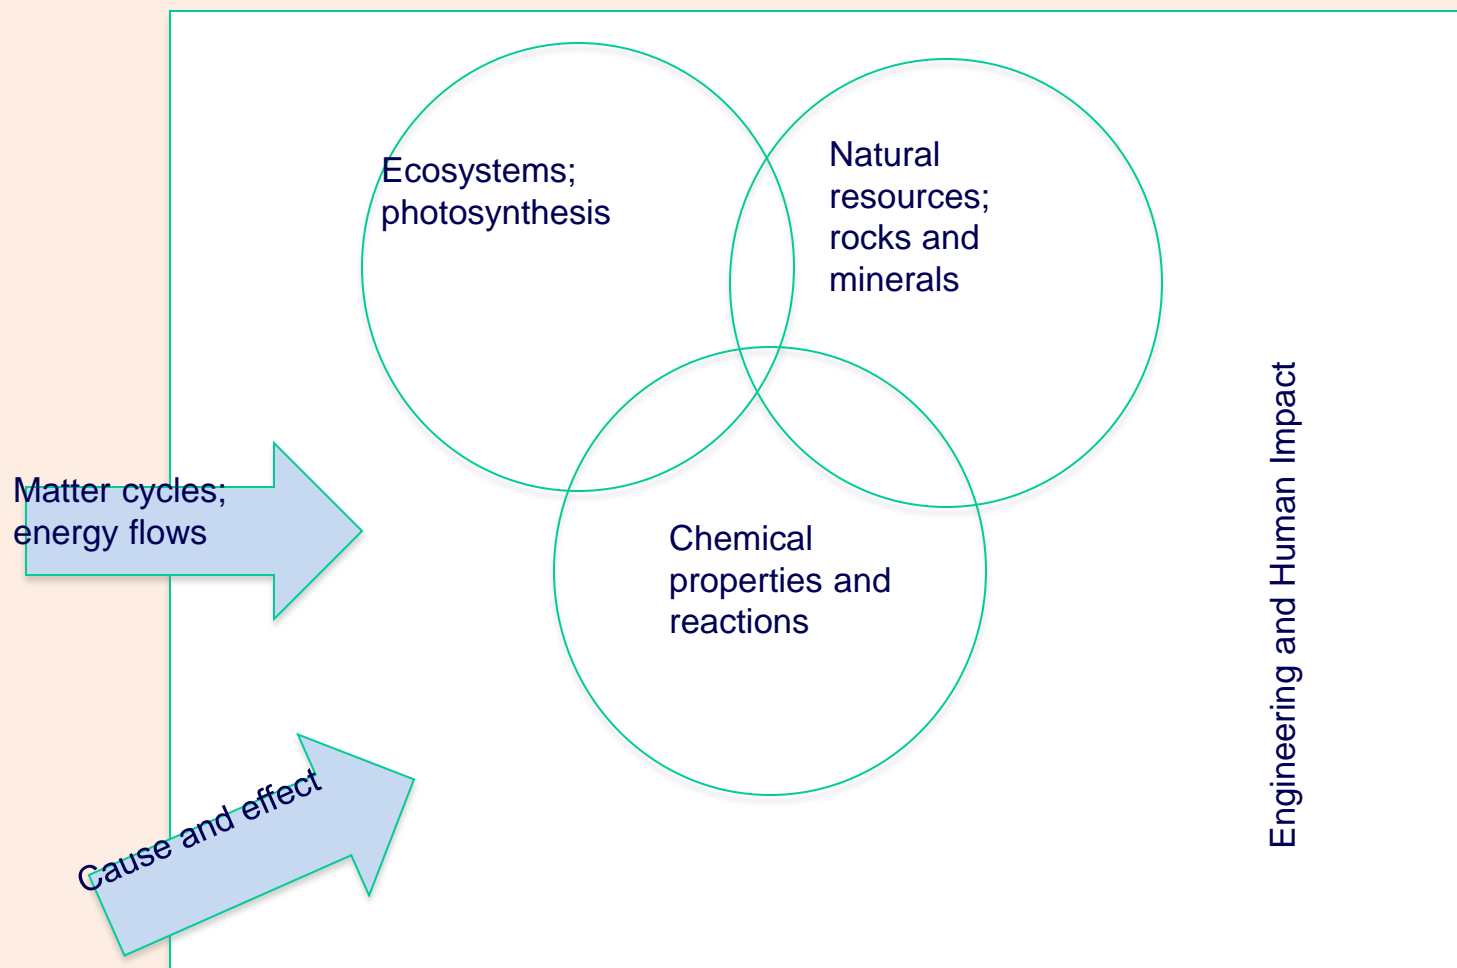 Ecosystems;
photosynthesis
Natural
resources;
rocks and
minerals
Matter cycles;
energy flows
Chemical
properties and
reactions
Cause and effect
Engineering and Human Impact